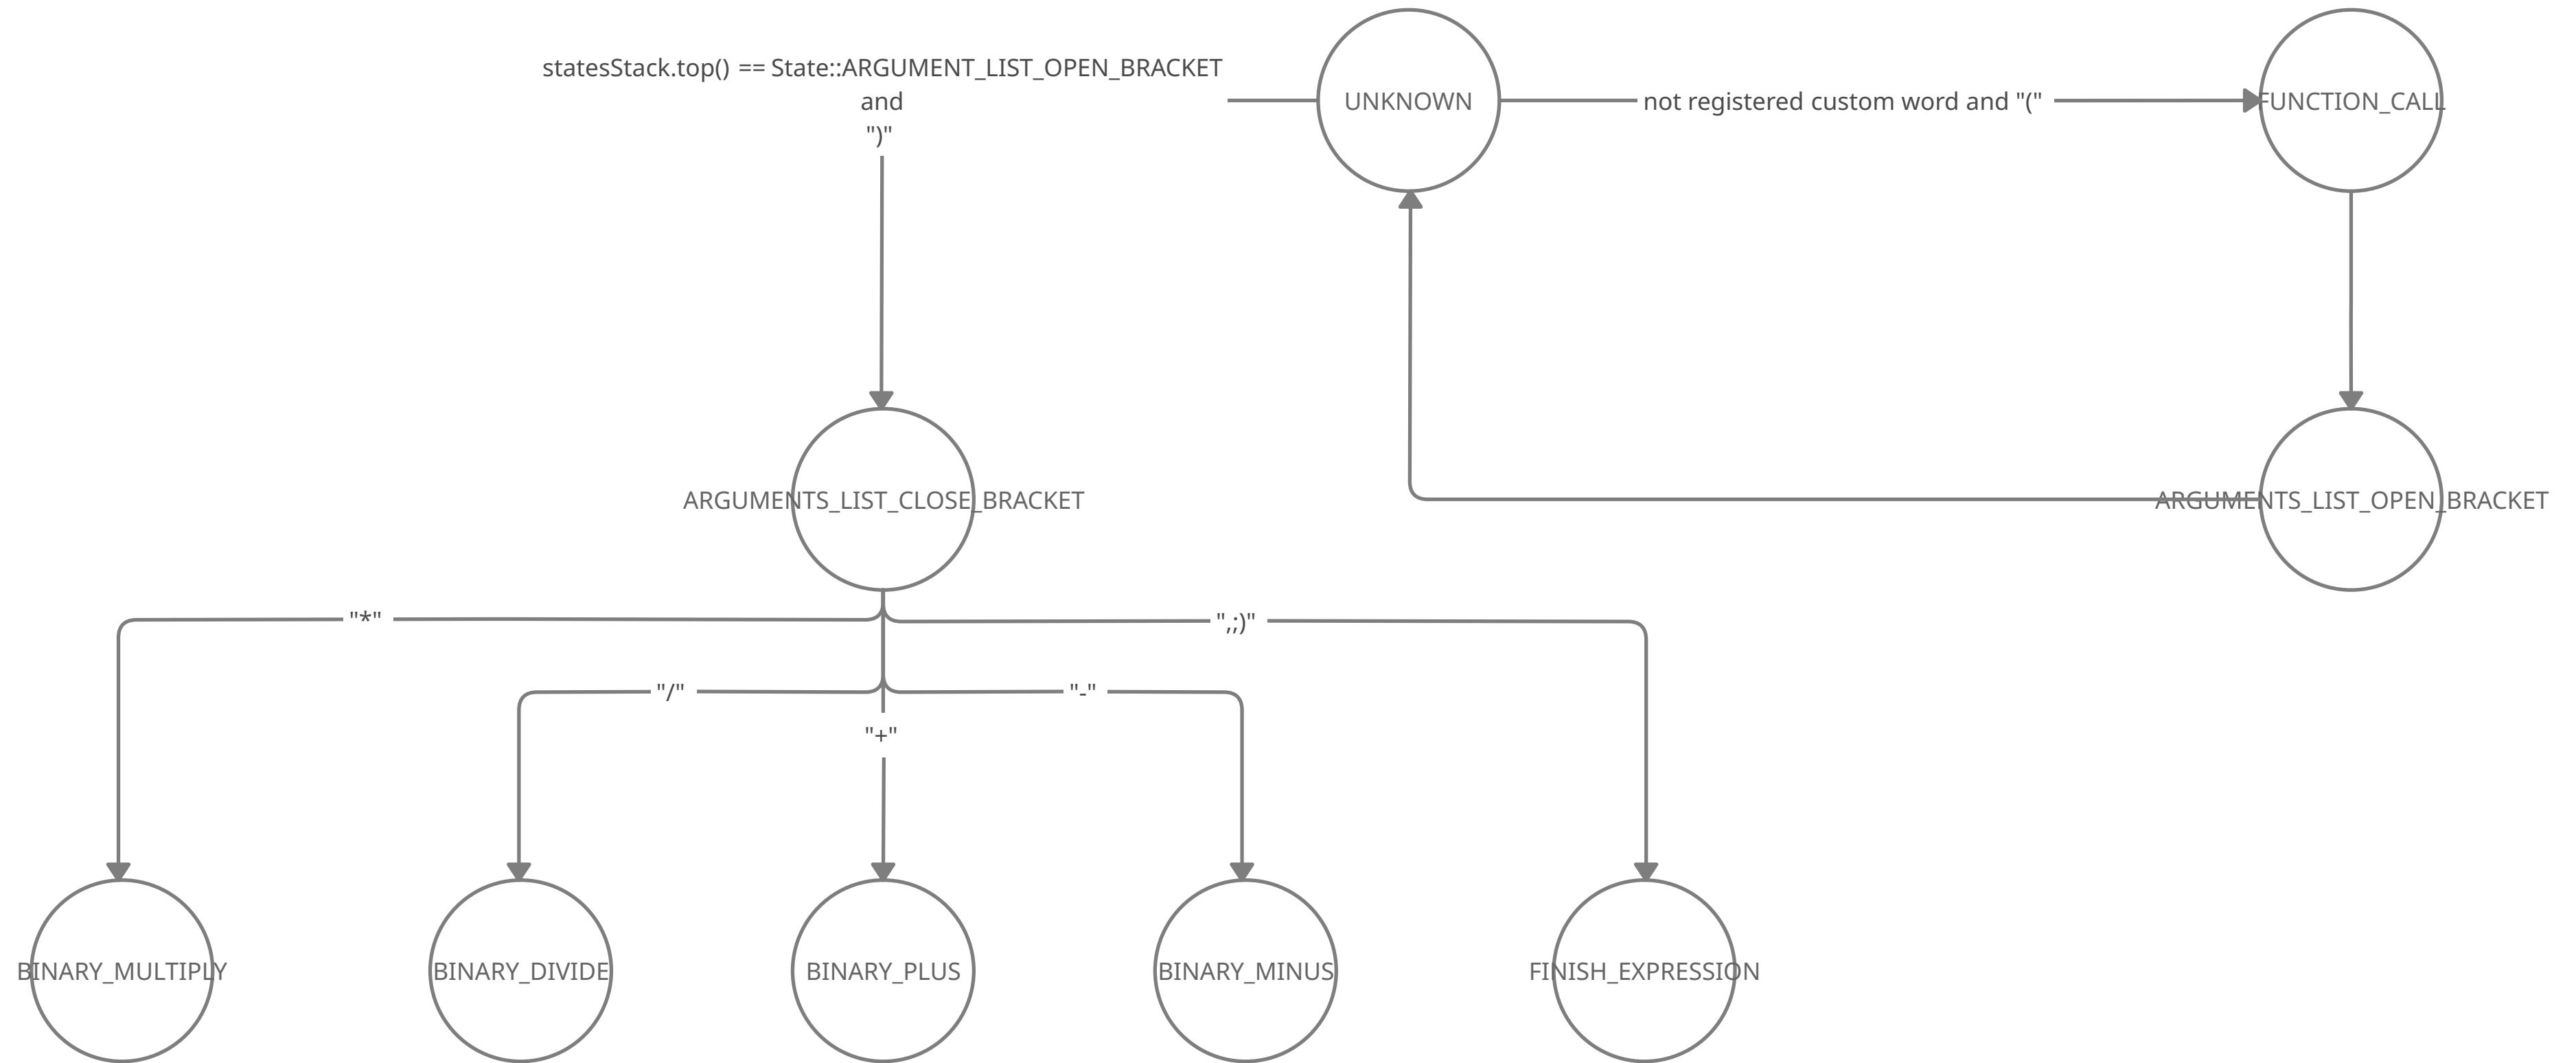 statesStack.top() == State::ARGUMENT_LIST_OPEN_BRACKET
and
")"
UNKNOWN
not registered custom word and "("
FUNCTION_CALL
ARGUMENTS_LIST_CLOSE_BRACKET
ARGUMENTS_LIST_OPEN_BRACKET
"*"
",;)"
"/"
"-"
"+"
BINARY_MULTIPLY
BINARY_DIVIDE
BINARY_PLUS
BINARY_MINUS
FINISH_EXPRESSION